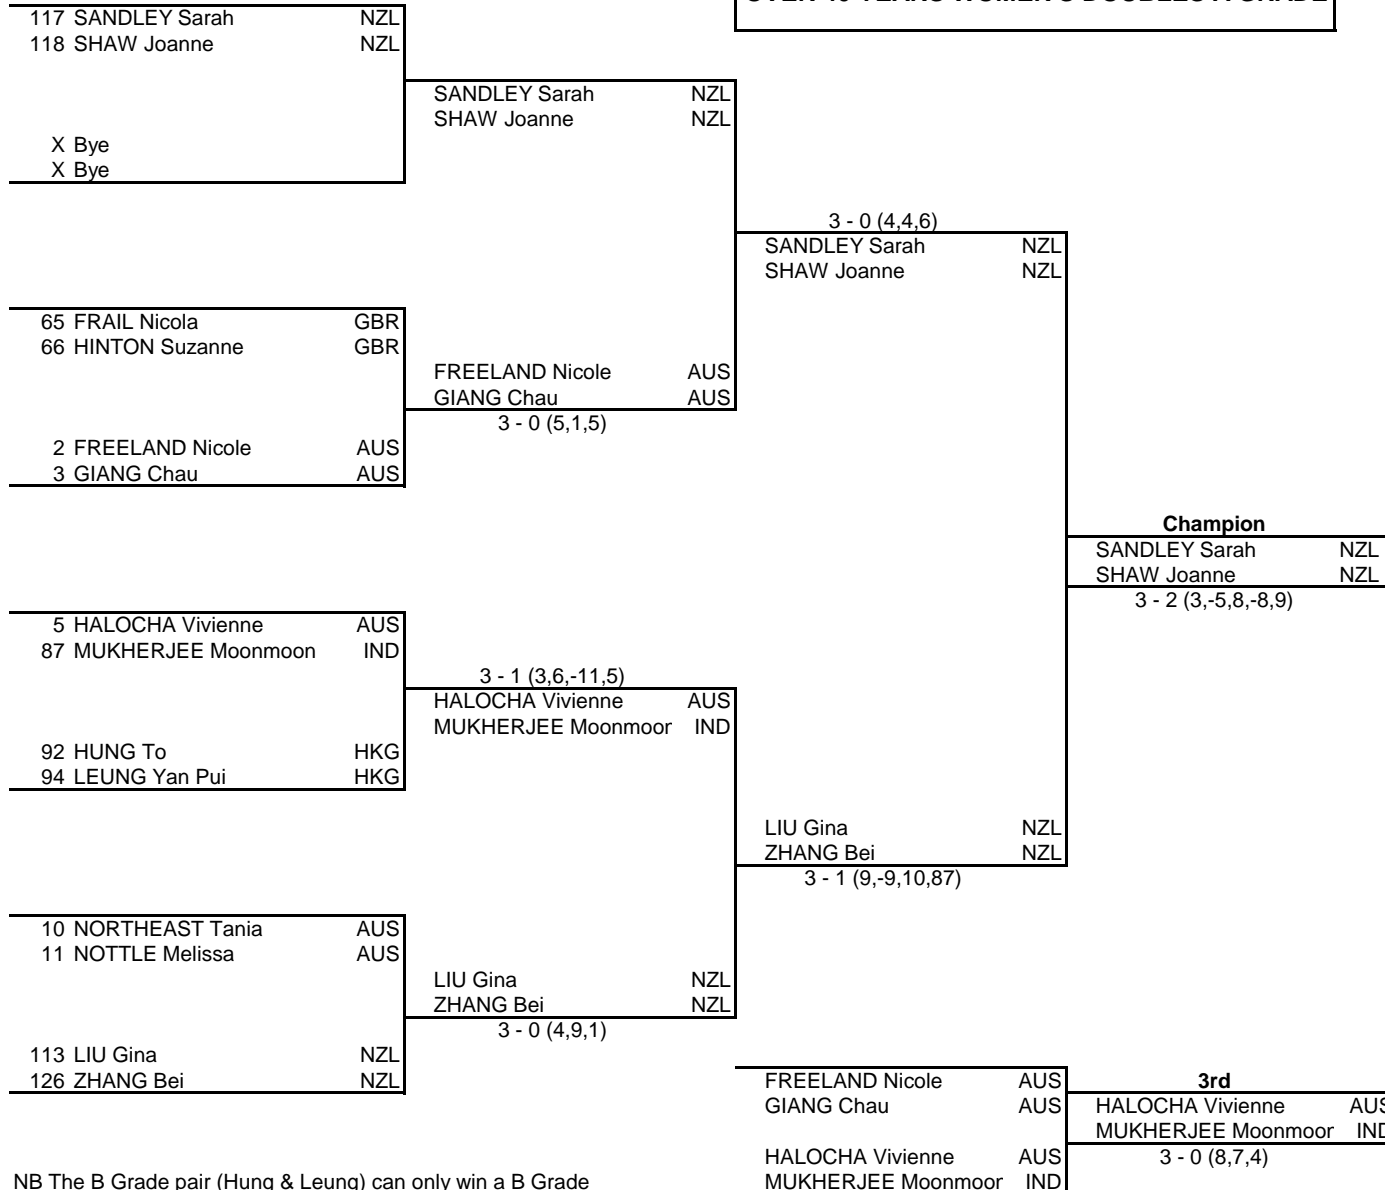 117 SANDLEY Sarah NZL
118 SHAW Joanne NZL
X Bye
X Bye
65 FRAIL Nicola GBR
66 HINTON Suzanne GBR
2 FREELAND Nicole AUS
3 GIANG Chau AUS
5 HALOCHA Vivienne AUS
87 MUKHERJEE Moonmoon IND
92 HUNG To HKG
94 LEUNG Yan Pui HKG
10 NORTHEAST Tania AUS
11 NOTTLE Melissa AUS
113 LIU Gina NZL
126 ZHANG Bei NZL
SANDLEY Sarah NZL
SHAW Joanne NZL
FREELAND Nicole AUS
GIANG Chau AUS
3 - 0 (5,1,5)
3 - 1 (3,6,-11,5)
HALOCHA Vivienne AUS
MUKHERJEE Moonmoor IND
LIU Gina NZL
ZHANG Bei NZL
3 - 0 (4,9,1)
3 - 0 (4,4,6)
SANDLEY Sarah NZL
SHAW Joanne NZL
LIU Gina NZL
ZHANG Bei NZL
3 - 1 (9,-9,10,87)
Champion
SANDLEY Sarah NZL
SHAW Joanne NZL
3 - 2 (3,-5,8,-8,9)
FREELAND Nicole AUS
GIANG Chau AUS
HALOCHA Vivienne AUS
MUKHERJEE Moonmoor IND
3rd
HALOCHA Vivienne AUS
MUKHERJEE Moonmoor IND
3 - 0 (8,7,4)
NB The B Grade pair (Hung & Leung) can only win a B Grade